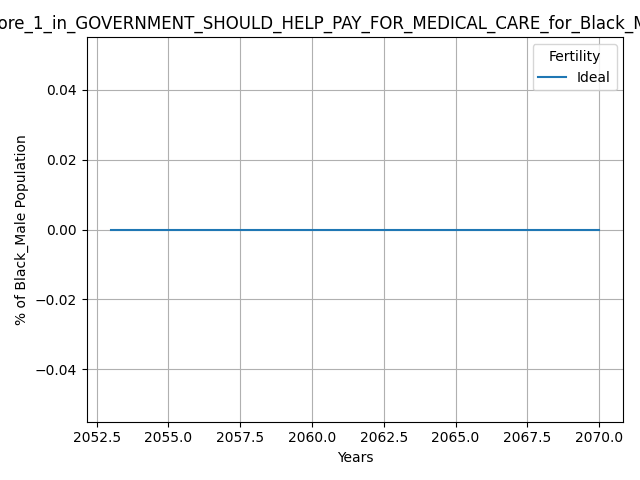 ore_1_in_GOVERNMENT_SHOULD_HELP_PAY_FOR_MEDICAL_CARE_for_Black_M
Fertility
Ideal
0.04
0.02
0.00
−0.02
−0.04
% of Black_Male Population
2052.5 2055.0 2057.5 2060.0 2062.5 2065.0 2067.5 2070.0
Years